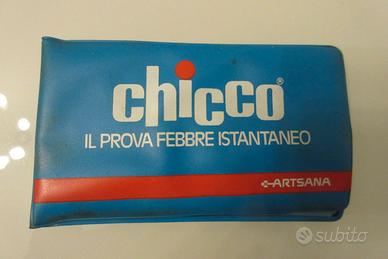 chicco®
IL PROVA FEBBRE ISTANTANEO
ARTSANA
subito